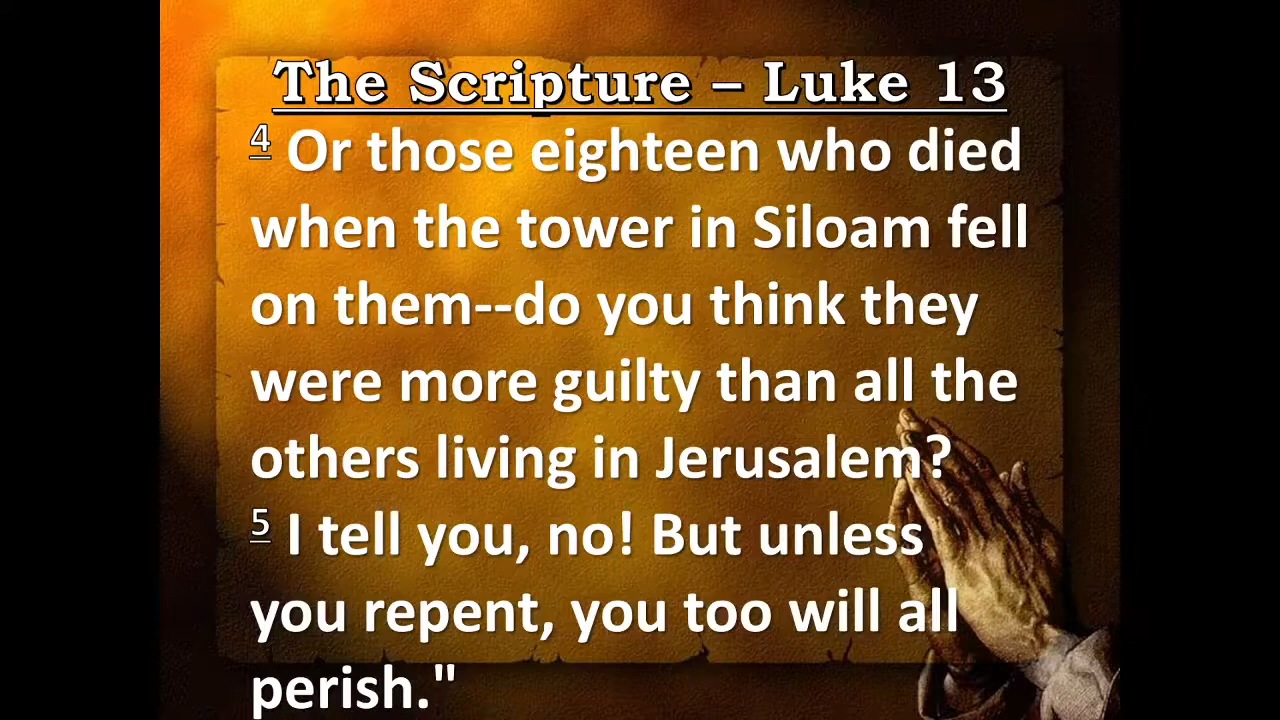 The Scripture – Luke 13
4 Or those eighteen who died
when the tower in Siloam fell
on them--do you think they
were more guilty than all the
others living in Jerusalem?
5 I tell you, no! But unless
you repent, you too will all
perish."